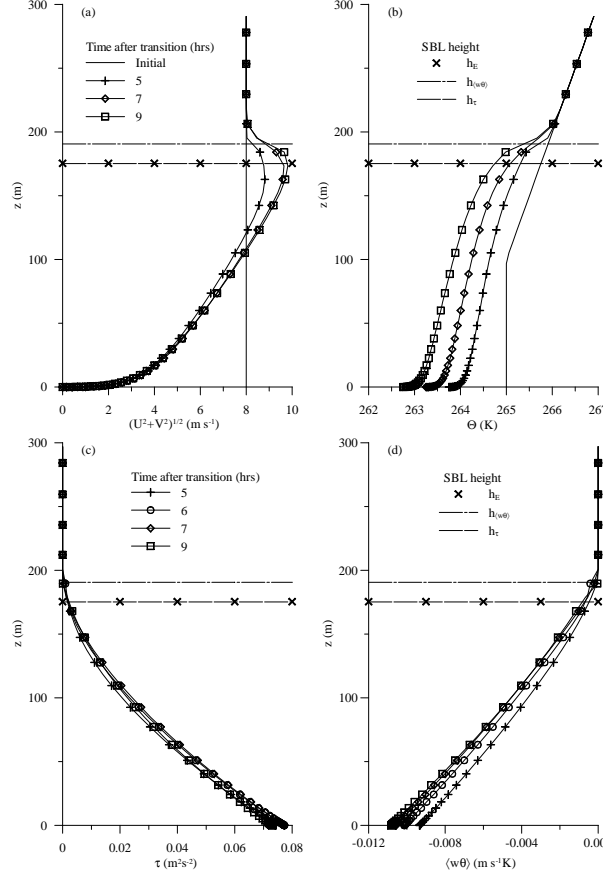 (a)
Time after transition (hrs)
Initial
5
7
9
300
200
100
0
z (m)
0 2 4 6 8 10
(U²+V²)^1/2 (m s⁻¹)
(b)
SBL height
h_E
h_⟨wθ⟩
h_τ
300
200
100
0
z (m)
262 263 264 265 266 267
Θ (K)
(c)
Time after transition (hrs)
5
6
7
9
300
200
100
0
z (m)
0 0.02 0.04 0.06 0.08
τ (m²s⁻²)
(d)
SBL height
h_E
h_⟨wθ⟩
h_τ
300
200
100
0
z (m)
-0.012 -0.008 -0.004 0.00
⟨wθ⟩ (m s⁻¹K)